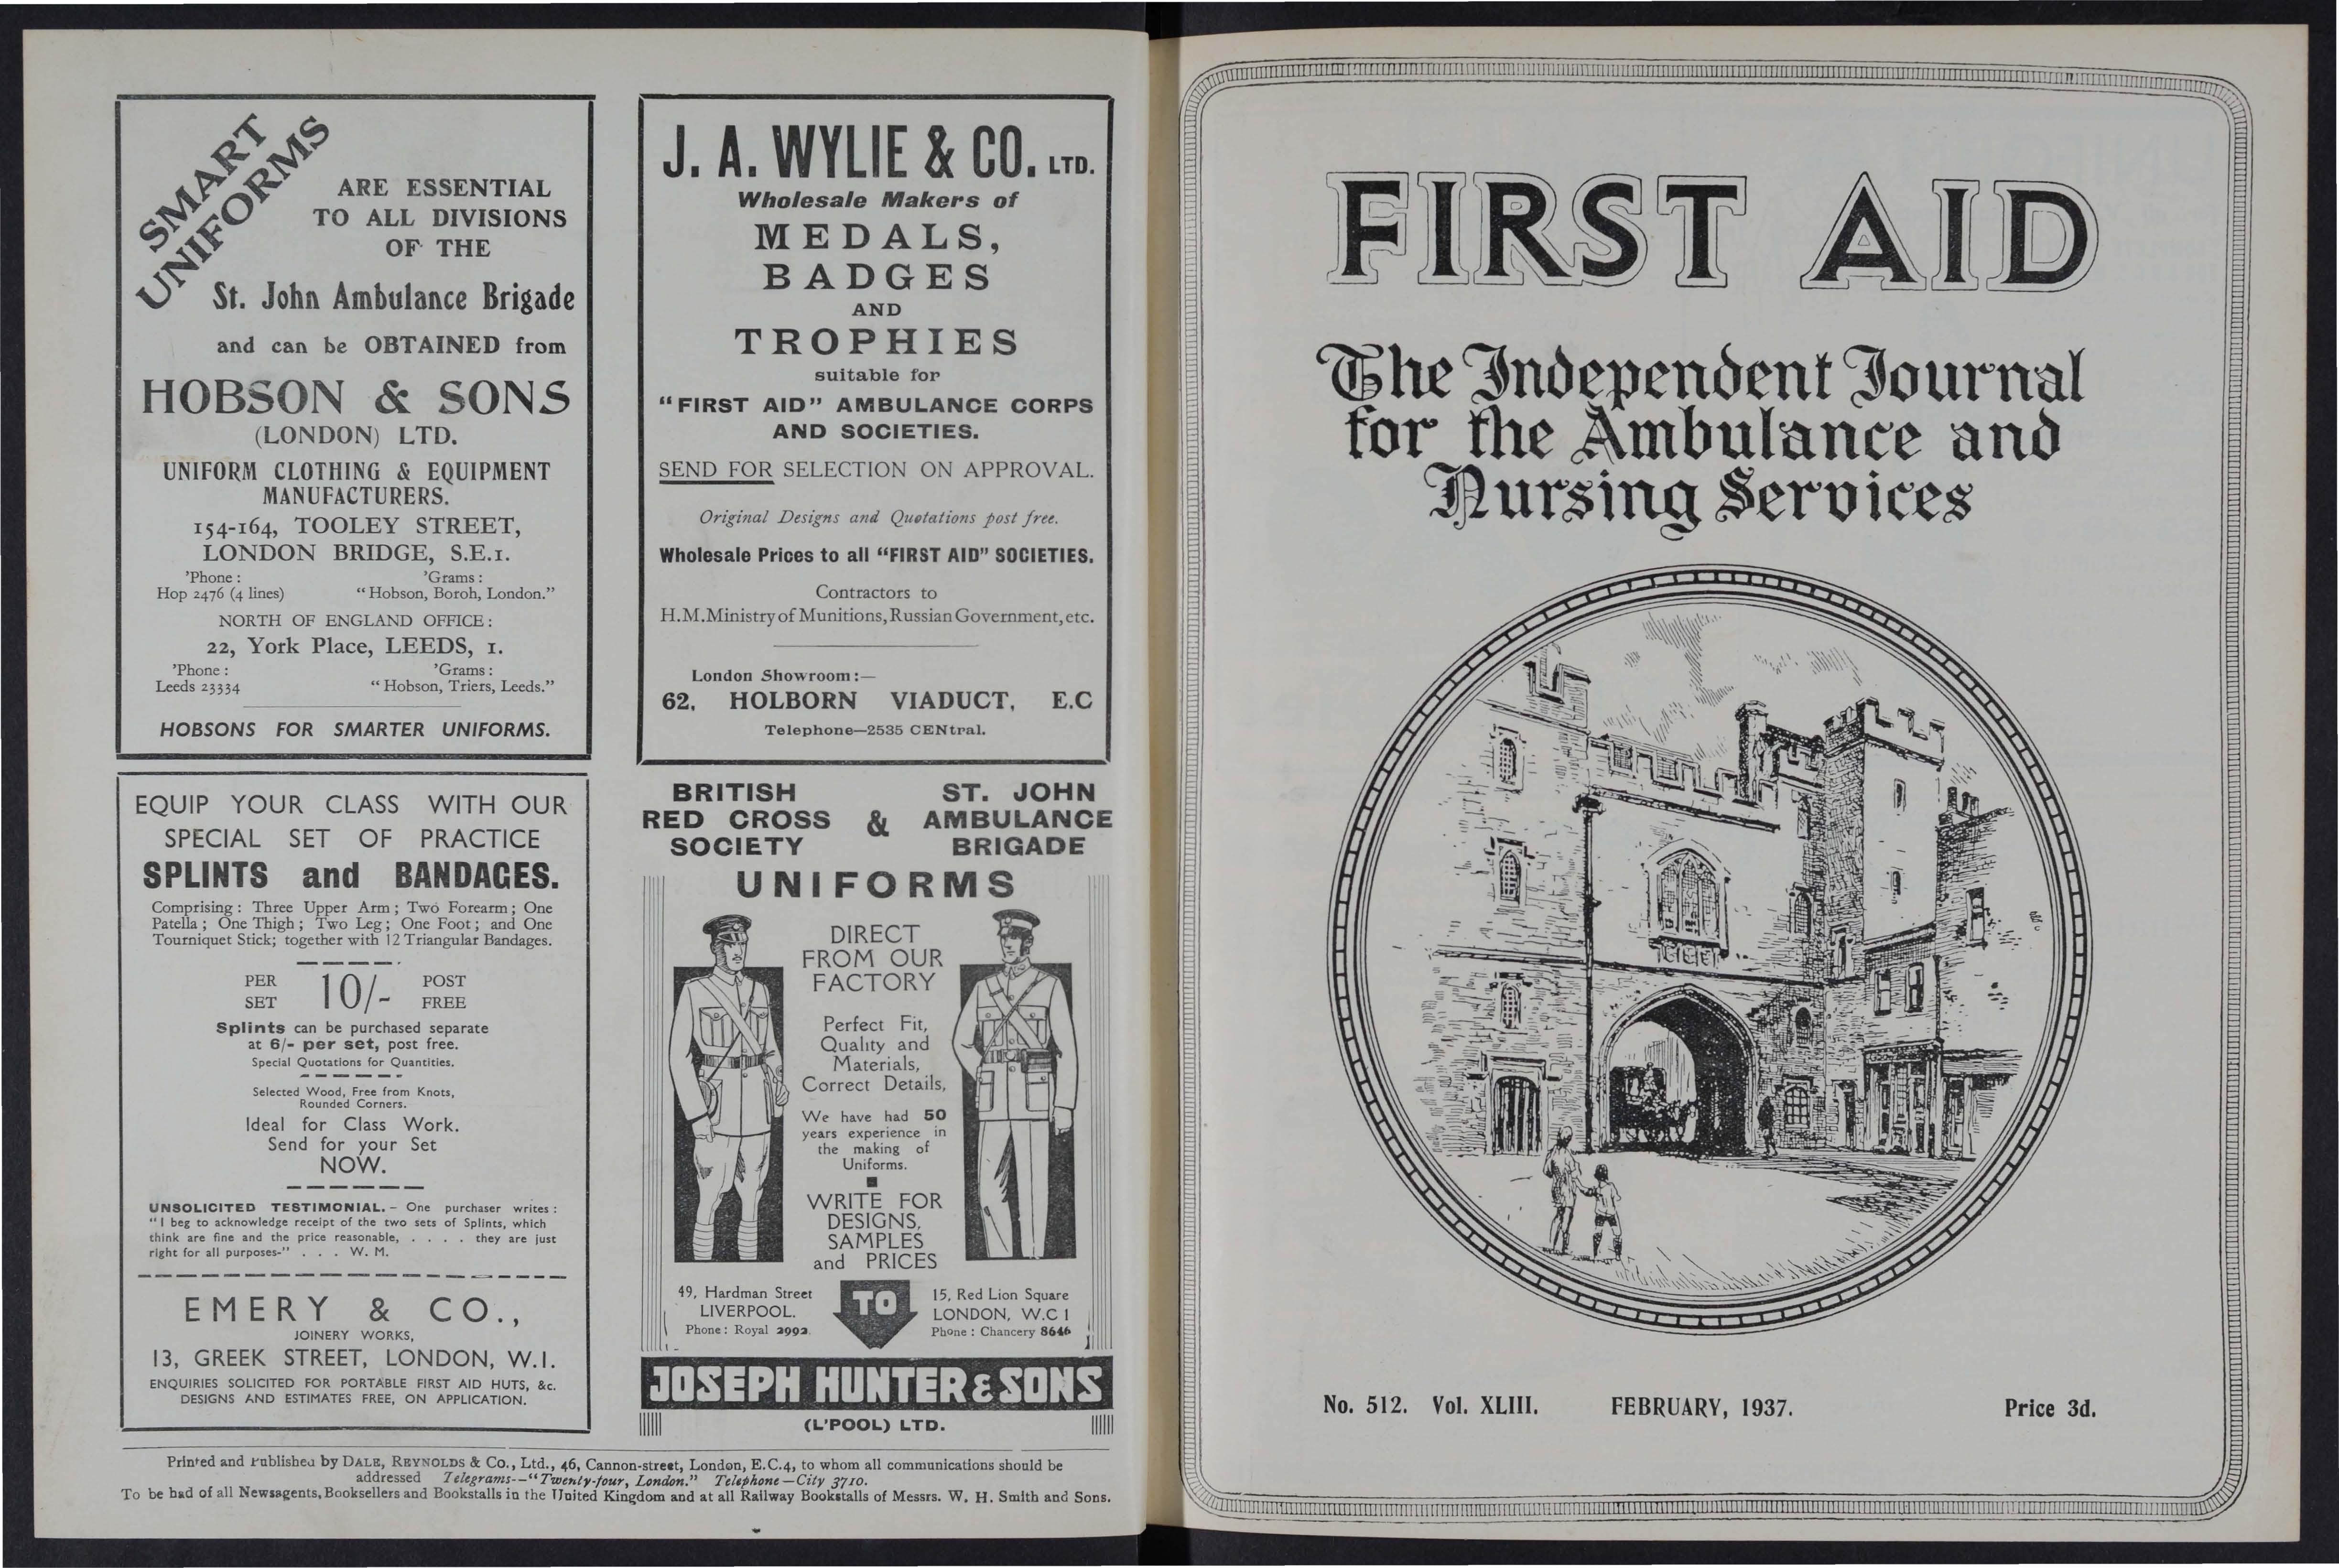 SMART
UNIFORMS
ARE ESSENTIAL
TO ALL DIVISIONS
OF THE
St. John Ambulance Brigade
and can be OBTAINED from
HOBSON & SONS
(LONDON) LTD.
UNIFORM CLOTHING & EQUIPMENT
MANUFACTURERS.
154-164, TOOLEY STREET,
LONDON BRIDGE, S.E.1.
'Phone : 'Grams :
Hop 2476 (4 lines) "Hobson, Boroh, London."
NORTH OF ENGLAND OFFICE :
22, York Place, LEEDS, 1.
'Phone : 'Grams :
Leeds 23334 "Hobson, Triers, Leeds."
HOBSONS FOR SMARTER UNIFORMS.
EQUIP YOUR CLASS WITH OUR
SPECIAL SET OF PRACTICE
SPLINTS and BANDAGES.
Comprising : Three Upper Arm ; Two Forearm ; One
Patella ; One Thigh ; Two Leg ; One Foot ; and One
Tourniquet Stick; together with 12 Triangular Bandages.
PER SET 10/- POST FREE
Splints can be purchased separate
at 6/- per set, post free.
Special Quotations for Quantities.
Selected Wood, Free from Knots,
Rounded Corners.
Ideal for Class Work.
Send for your Set
NOW.
UNSOLICITED TESTIMONIAL. – One purchaser writes :
"I beg to acknowledge receipt of the two sets of Splints, which
think are fine and the price reasonable, . . . . they are just
right for all purposes-" . . . W. M.
EMERY & CO.,
JOINERY WORKS,
13, GREEK STREET, LONDON, W.1.
ENQUIRIES SOLICITED FOR PORTABLE FIRST AID HUTS, &c.
DESIGNS AND ESTIMATES FREE, ON APPLICATION.
J. A. WYLIE & CO. LTD.
Wholesale Makers of
MEDALS,
BADGES
AND
TROPHIES
suitable for
"FIRST AID" AMBULANCE CORPS
AND SOCIETIES.
SEND FOR SELECTION ON APPROVAL.
Original Designs and Quotations post free.
Wholesale Prices to all "FIRST AID" SOCIETIES.
Contractors to
H.M. Ministry of Munitions, Russian Government, etc.
London Showroom :—
62, HOLBORN VIADUCT, E.C
Telephone—2535 CENtral.
BRITISH RED CROSS SOCIETY & ST. JOHN AMBULANCE BRIGADE
UNIFORMS
DIRECT
FROM OUR
FACTORY
Perfect Fit,
Quality and
Materials,
Correct Details,
We have had 50
years experience in
the making of
Uniforms.
WRITE FOR
DESIGNS,
SAMPLES
and PRICES
TO
49, Hardman Street
LIVERPOOL.
Phone : Royal 2992
15, Red Lion Square
LONDON, W.C 1
Phone : Chancery 8646
JOSEPH HUNTER & SONS
(L'POOL) LTD.
Printed and Published by DALE, REYNOLDS & Co., Ltd., 46, Cannon-street, London, E.C.4, to whom all communications should be
addressed Telegrams--"Twenty-four, London." Telephone—City 3710.
To be had of all Newsagents, Booksellers and Bookstalls in the United Kingdom and at all Railway Bookstalls of Messrs. W. H. Smith and Sons.
FIRST AID
The Independent Journal
for the Ambulance and
Nursing Services
No. 512. Vol. XLIII. FEBRUARY, 1937. Price 3d.